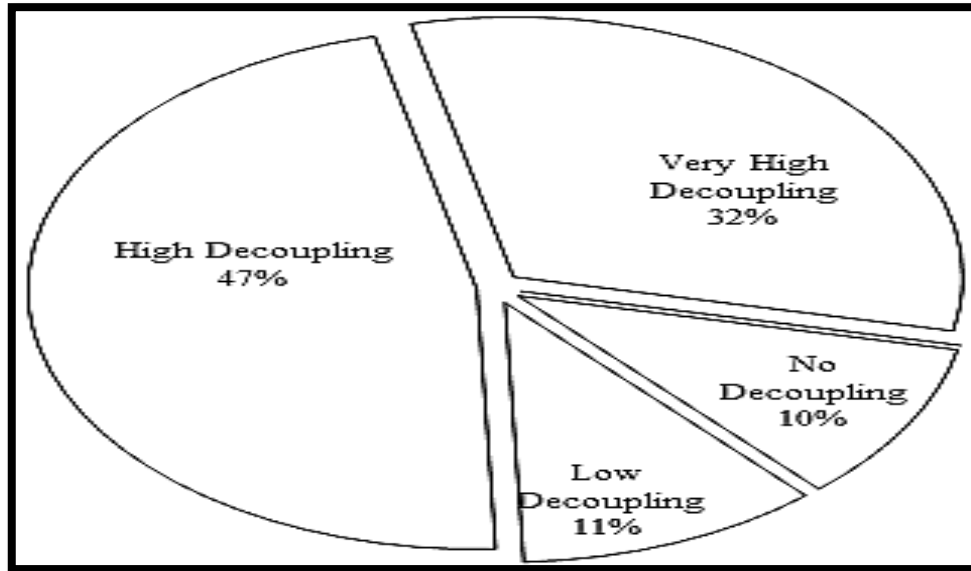 Very High
Decoupling
32%
High Decoupling
47%
No
Decoupling
10%
Low
Decoupling
11%